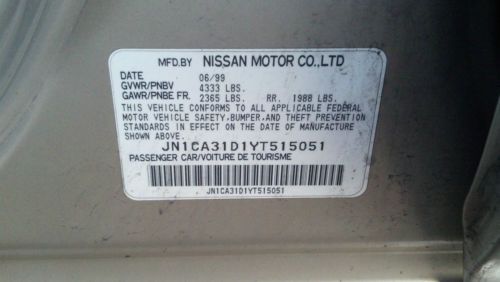 MFD.BY NISSAN MOTOR CO.,LTD
DATE 06/99
GVWR/PNBV 4333 LBS.
GAWR/PNBE FR. 2365 LBS. RR. 1988 LBS.
THIS VEHICLE CONFORMS TO ALL APPLICABLE FEDERAL
MOTOR VEHICLE SAFETY, BUMPER, AND THEFT PREVENTION
STANDARDS IN EFFECT ON THE DATE OF MANUFACTURE
SHOWN ABOVE.
JN1CA31D1YT515051
PASSENGER CAR/VOITURE DE TOURISME
JN1CA31D1YT515051